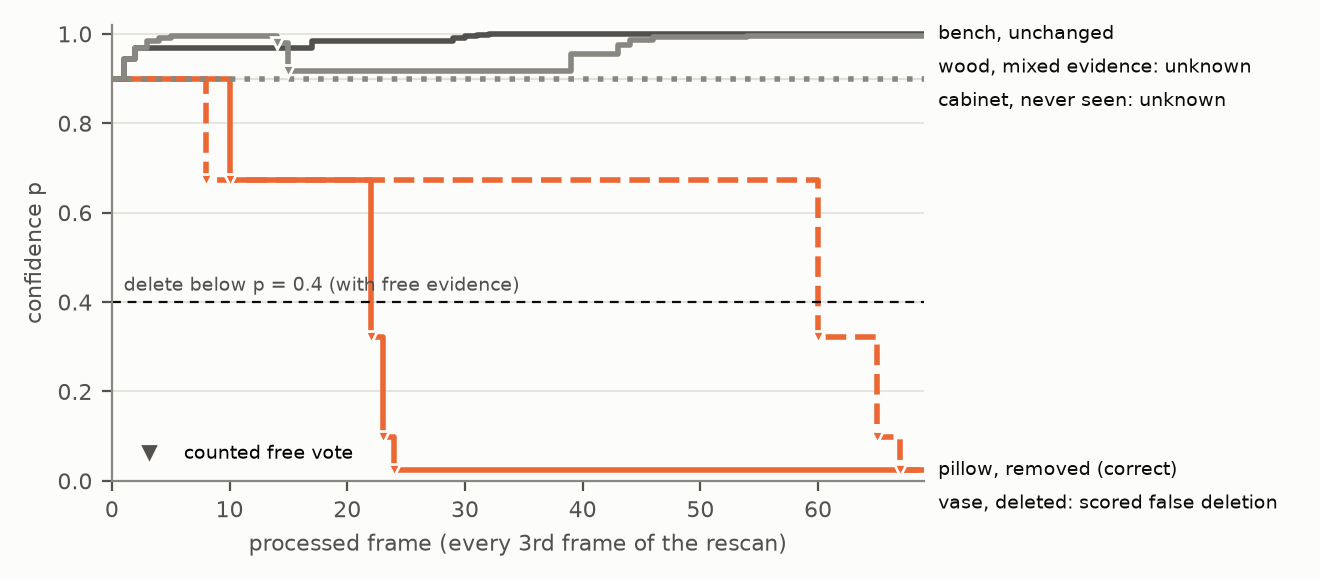 1.0
0.8
0.6
0.4
0.2
0.0
0
10
20
30
40
50
60
confidence p
processed frame (every 3rd frame of the rescan)
delete below p = 0.4 (with free evidence)
counted free vote
bench, unchanged
wood, mixed evidence: unknown
cabinet, never seen: unknown
pillow, removed (correct)
vase, deleted: scored false deletion